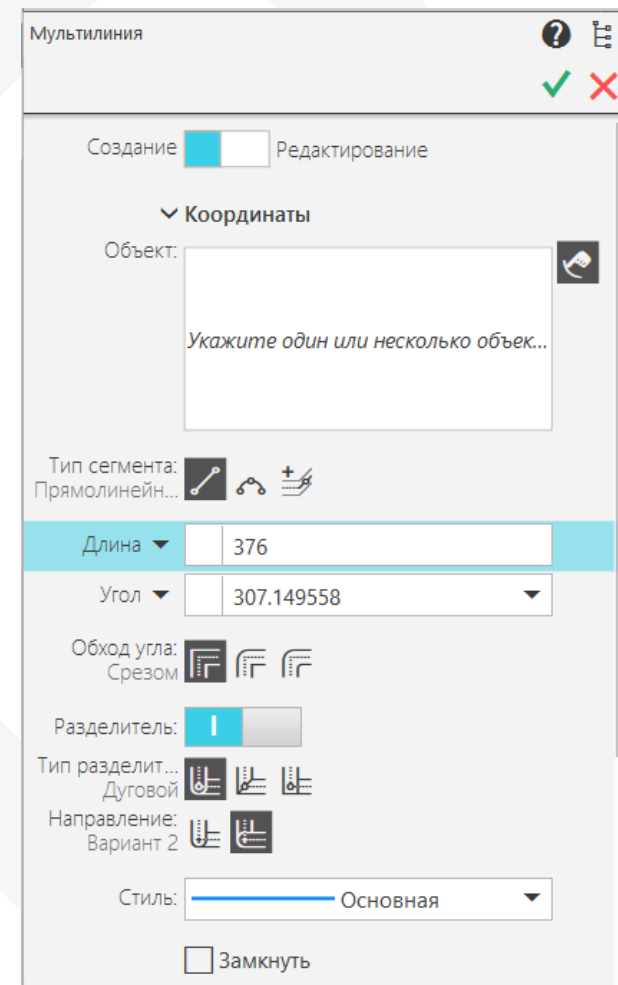 Мультилиния
Создание Редактирование
Координаты
Объект:
Укажите один или несколько объек...
Тип сегмента:
Прямолинейн...
Длина 376
Угол 307.149558
Обход угла:
Срезом
Разделитель:
Тип разделит...
Дуговой
Направление:
Вариант 2
Стиль: Основная
Замкнуть